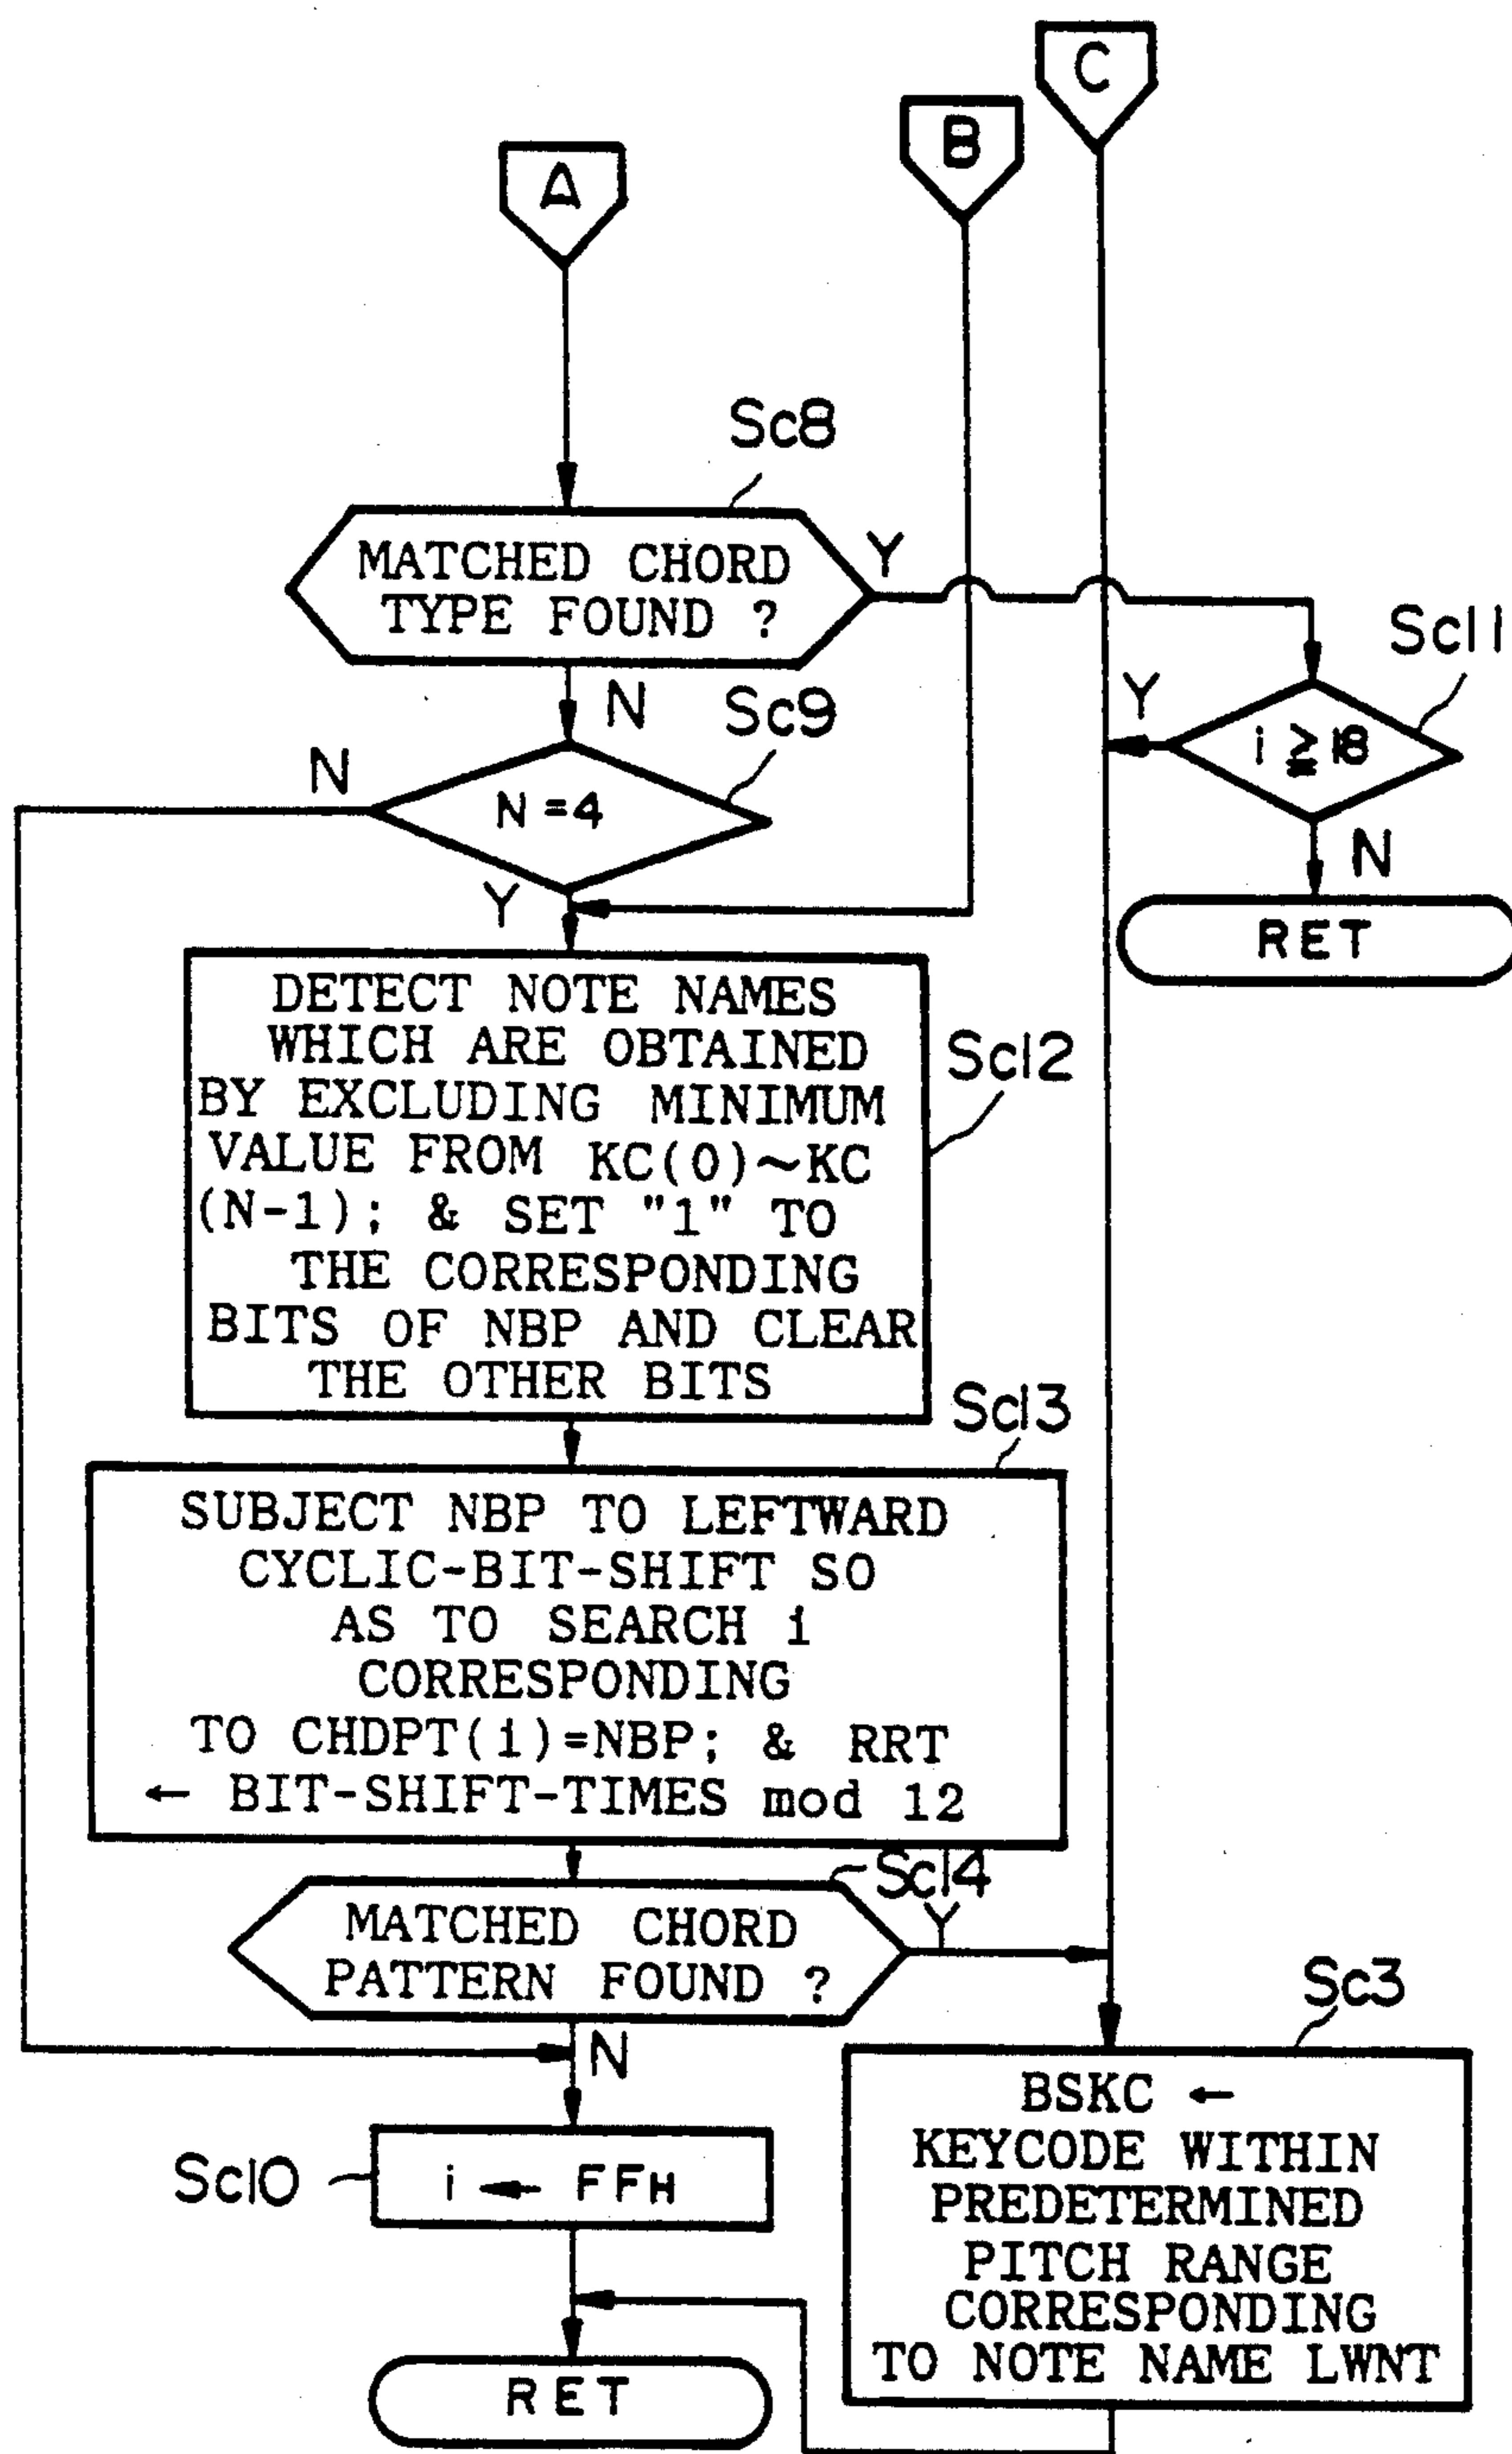 C
B
A
Sc8
MATCHED CHORD
TYPE FOUND ?
Y
Sc11
N
Sc9
Y
i ≧ 18
N
N =4
N
Y
RET
DETECT NOTE NAMES
WHICH ARE OBTAINED
BY EXCLUDING MINIMUM
VALUE FROM KC(0)~KC
(N-1); & SET "1" TO
THE CORRESPONDING
BITS OF NBP AND CLEAR
THE OTHER BITS
Sc12
Sc13
SUBJECT NBP TO LEFTWARD
CYCLIC-BIT-SHIFT SO
AS TO SEARCH i
CORRESPONDING
TO CHDPT(i)=NBP; & RRT
← BIT-SHIFT-TIMES mod 12
Sc14
MATCHED CHORD
PATTERN FOUND ?
Y
N
Sc3
BSKC ←
KEYCODE WITHIN
PREDETERMINED
PITCH RANGE
CORRESPONDING
TO NOTE NAME LWNT
Sc10
i ← FFH
RET